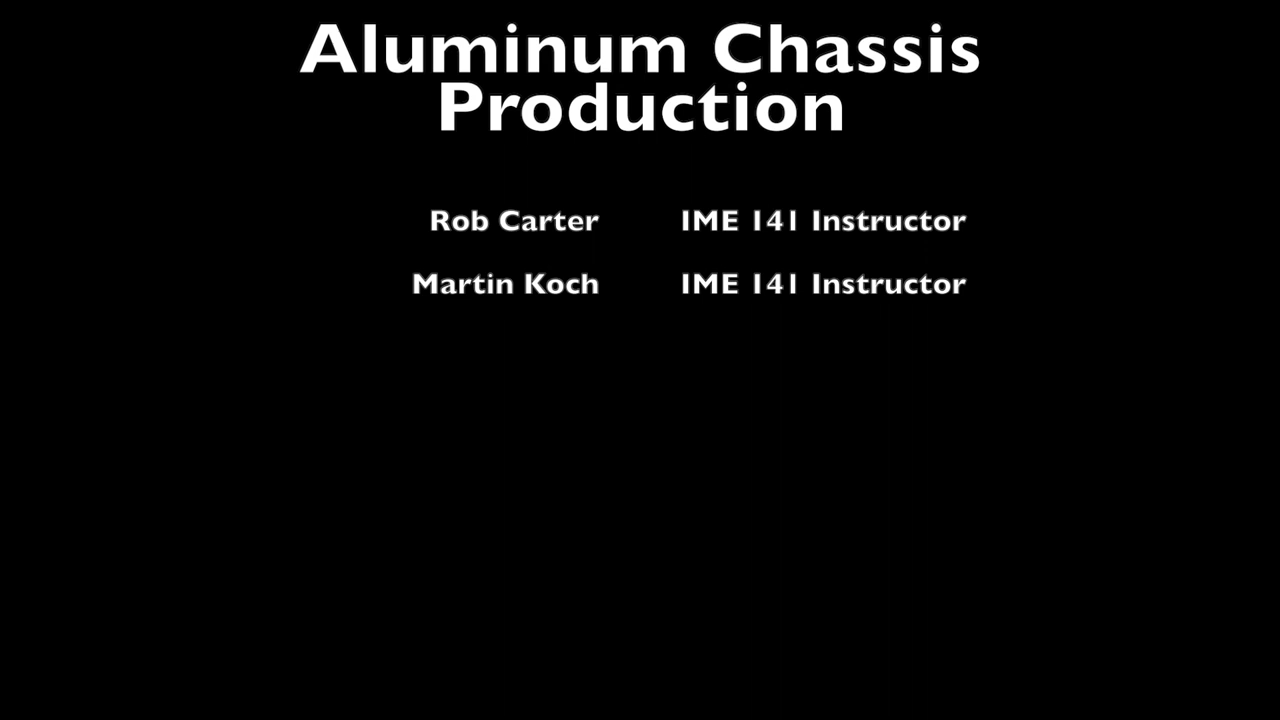 Aluminum Chassis
Production
Rob Carter IME 141 Instructor
Martin Koch IME 141 Instructor